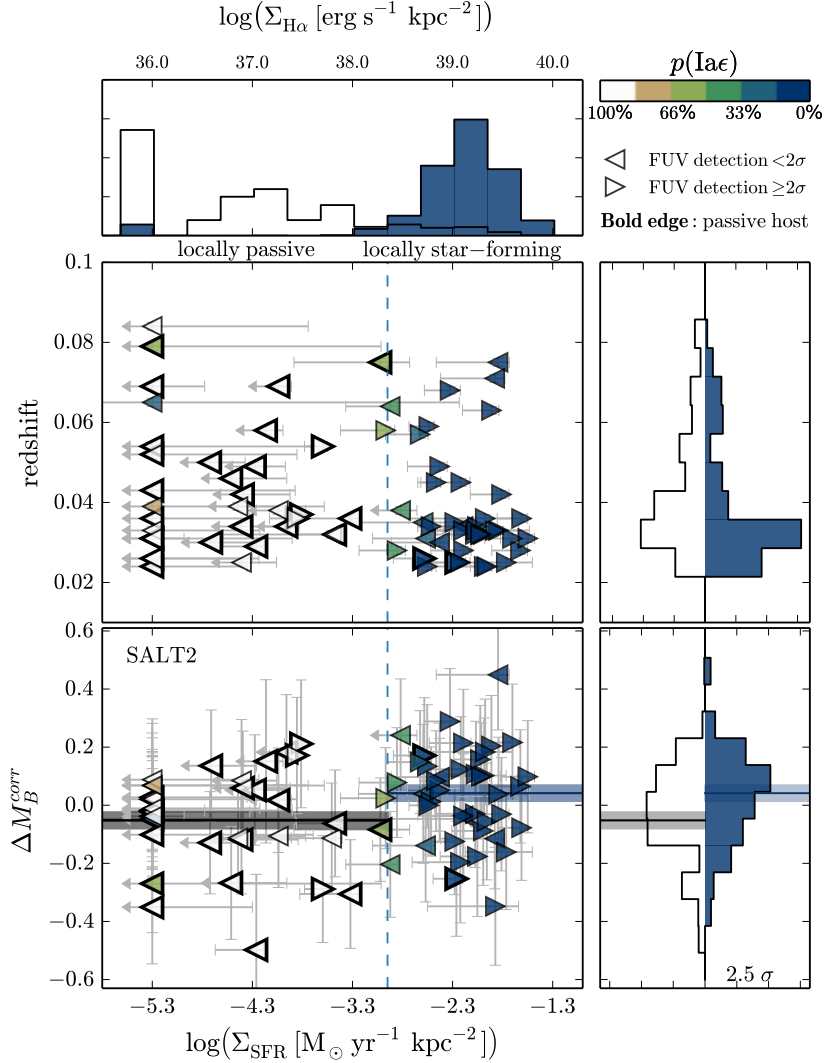 log(Σ_Hα [erg s⁻¹ kpc⁻²])
36.0 37.0 38.0 39.0 40.0
p(Iaϵ)
100% 66% 33% 0%
FUV detection <2σ
FUV detection ≥2σ
Bold edge: passive host
locally passive locally star−forming
0.1
0.08
0.06
0.04
0.02
redshift
SALT2
0.6
0.4
0.2
0.0
−0.2
−0.4
−0.6
ΔM_B^corr
2.5 σ
−5.3 −4.3 −3.3 −2.3 −1.3
log(Σ_SFR [M_⊙ yr⁻¹ kpc⁻²])